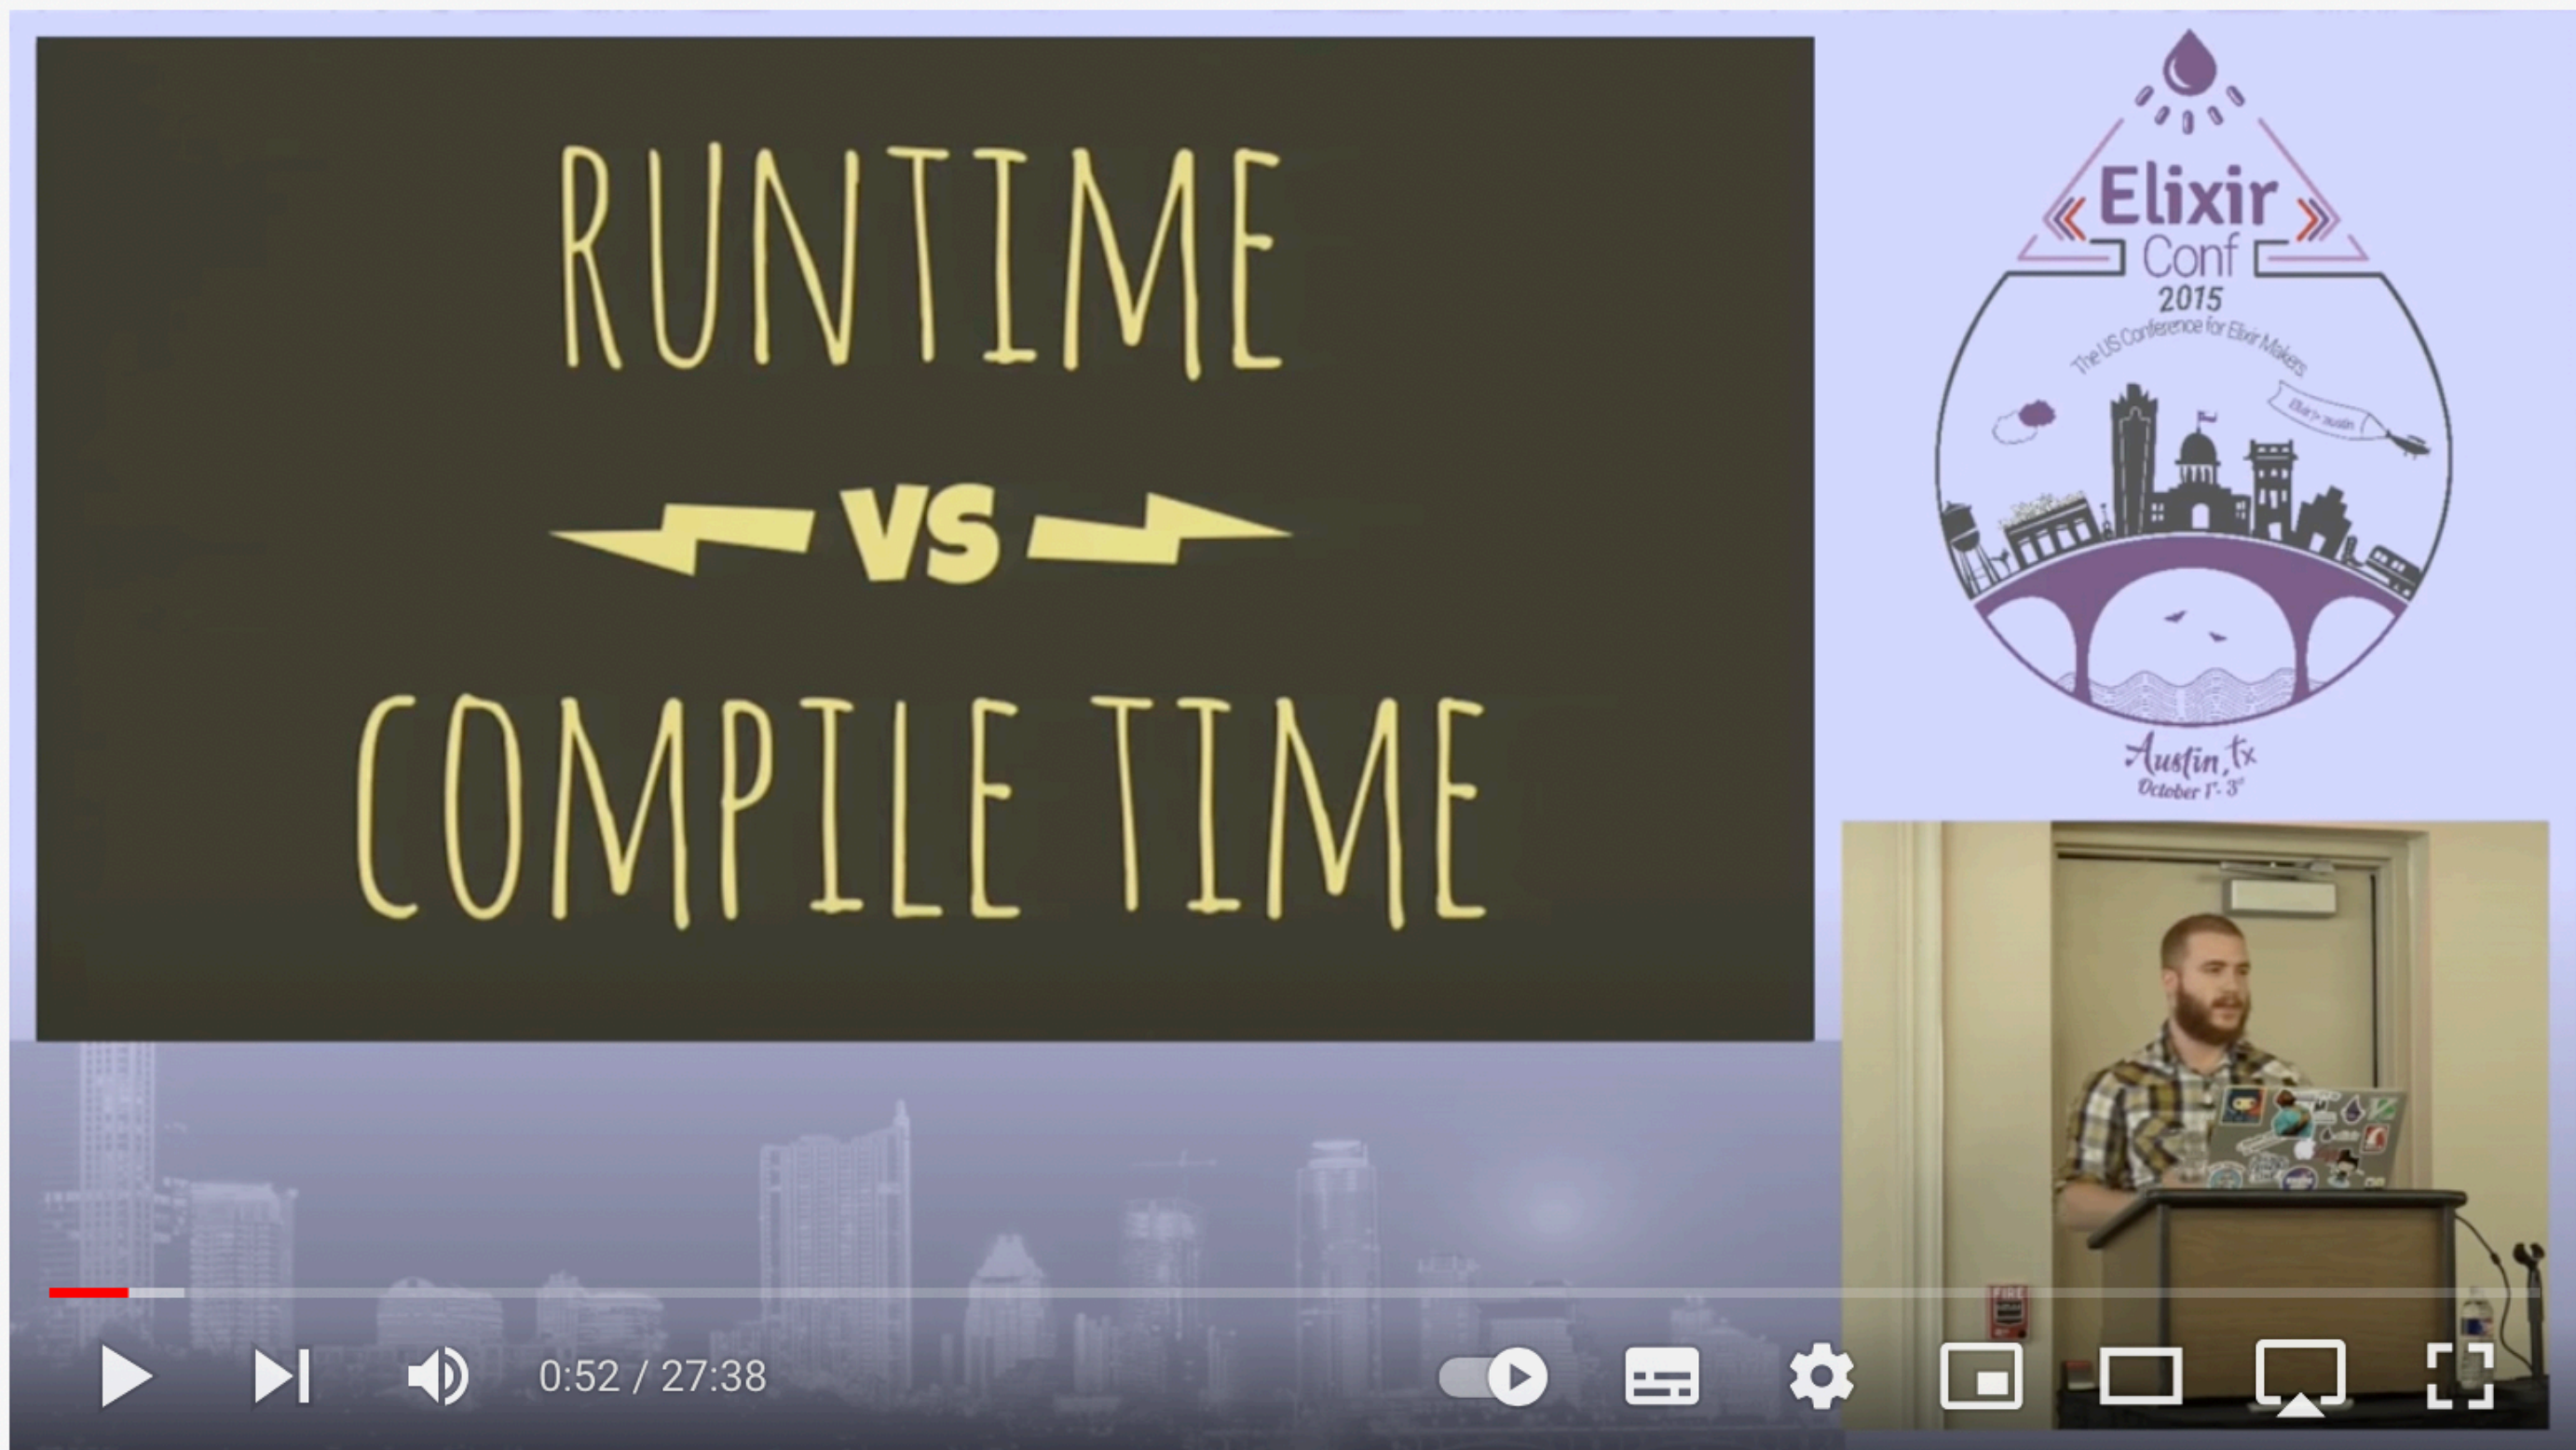 RUNTIME
VS
COMPILE TIME
Elixir
Conf
2015
The US Conference for Elixir Makers
Austin, tx
October 1st - 3rd
FIRE
0:52 / 27:38